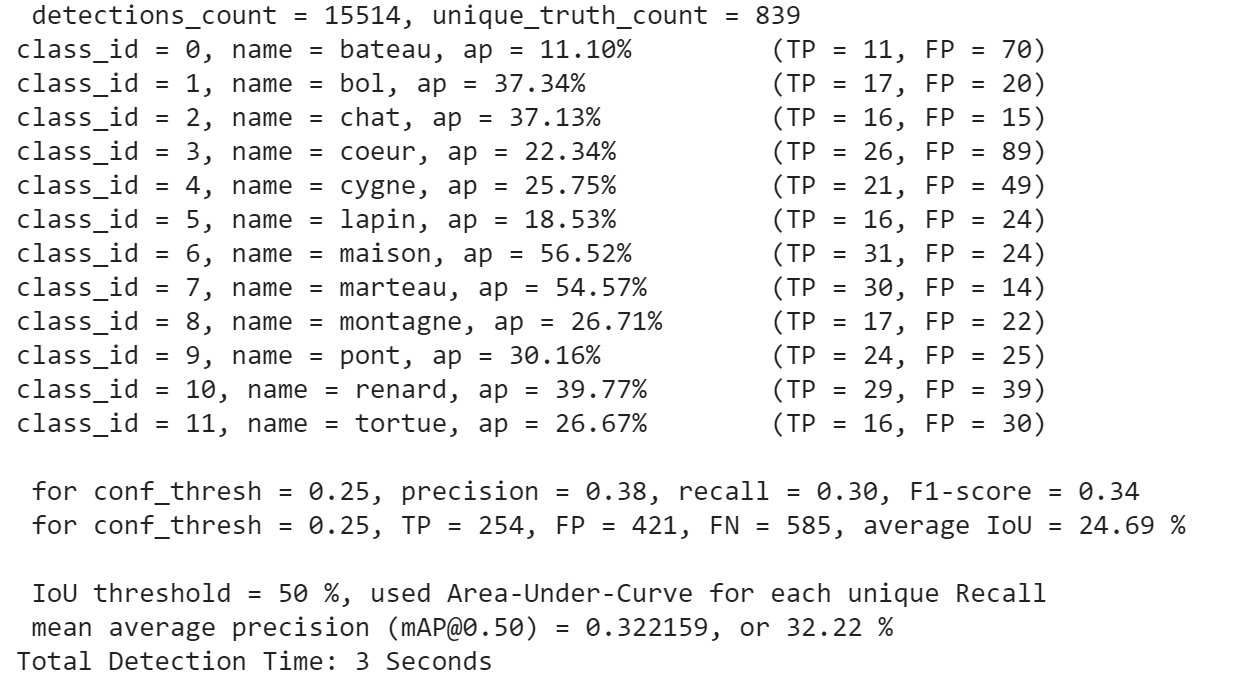 detections_count = 15514, unique_truth_count = 839
class_id = 0, name = bateau, ap = 11.10% (TP = 11, FP = 70)
class_id = 1, name = bol, ap = 37.34% (TP = 17, FP = 20)
class_id = 2, name = chat, ap = 37.13% (TP = 16, FP = 15)
class_id = 3, name = coeur, ap = 22.34% (TP = 26, FP = 89)
class_id = 4, name = cygne, ap = 25.75% (TP = 21, FP = 49)
class_id = 5, name = lapin, ap = 18.53% (TP = 16, FP = 24)
class_id = 6, name = maison, ap = 56.52% (TP = 31, FP = 24)
class_id = 7, name = marteau, ap = 54.57% (TP = 30, FP = 14)
class_id = 8, name = montagne, ap = 26.71% (TP = 17, FP = 22)
class_id = 9, name = pont, ap = 30.16% (TP = 24, FP = 25)
class_id = 10, name = renard, ap = 39.77% (TP = 29, FP = 39)
class_id = 11, name = tortue, ap = 26.67% (TP = 16, FP = 30)
for conf_thresh = 0.25, precision = 0.38, recall = 0.30, F1-score = 0.34
for conf_thresh = 0.25, TP = 254, FP = 421, FN = 585, average IoU = 24.69 %
IoU threshold = 50 %, used Area-Under-Curve for each unique Recall
mean average precision (mAP@0.50) = 0.322159, or 32.22 %
Total Detection Time: 3 Seconds